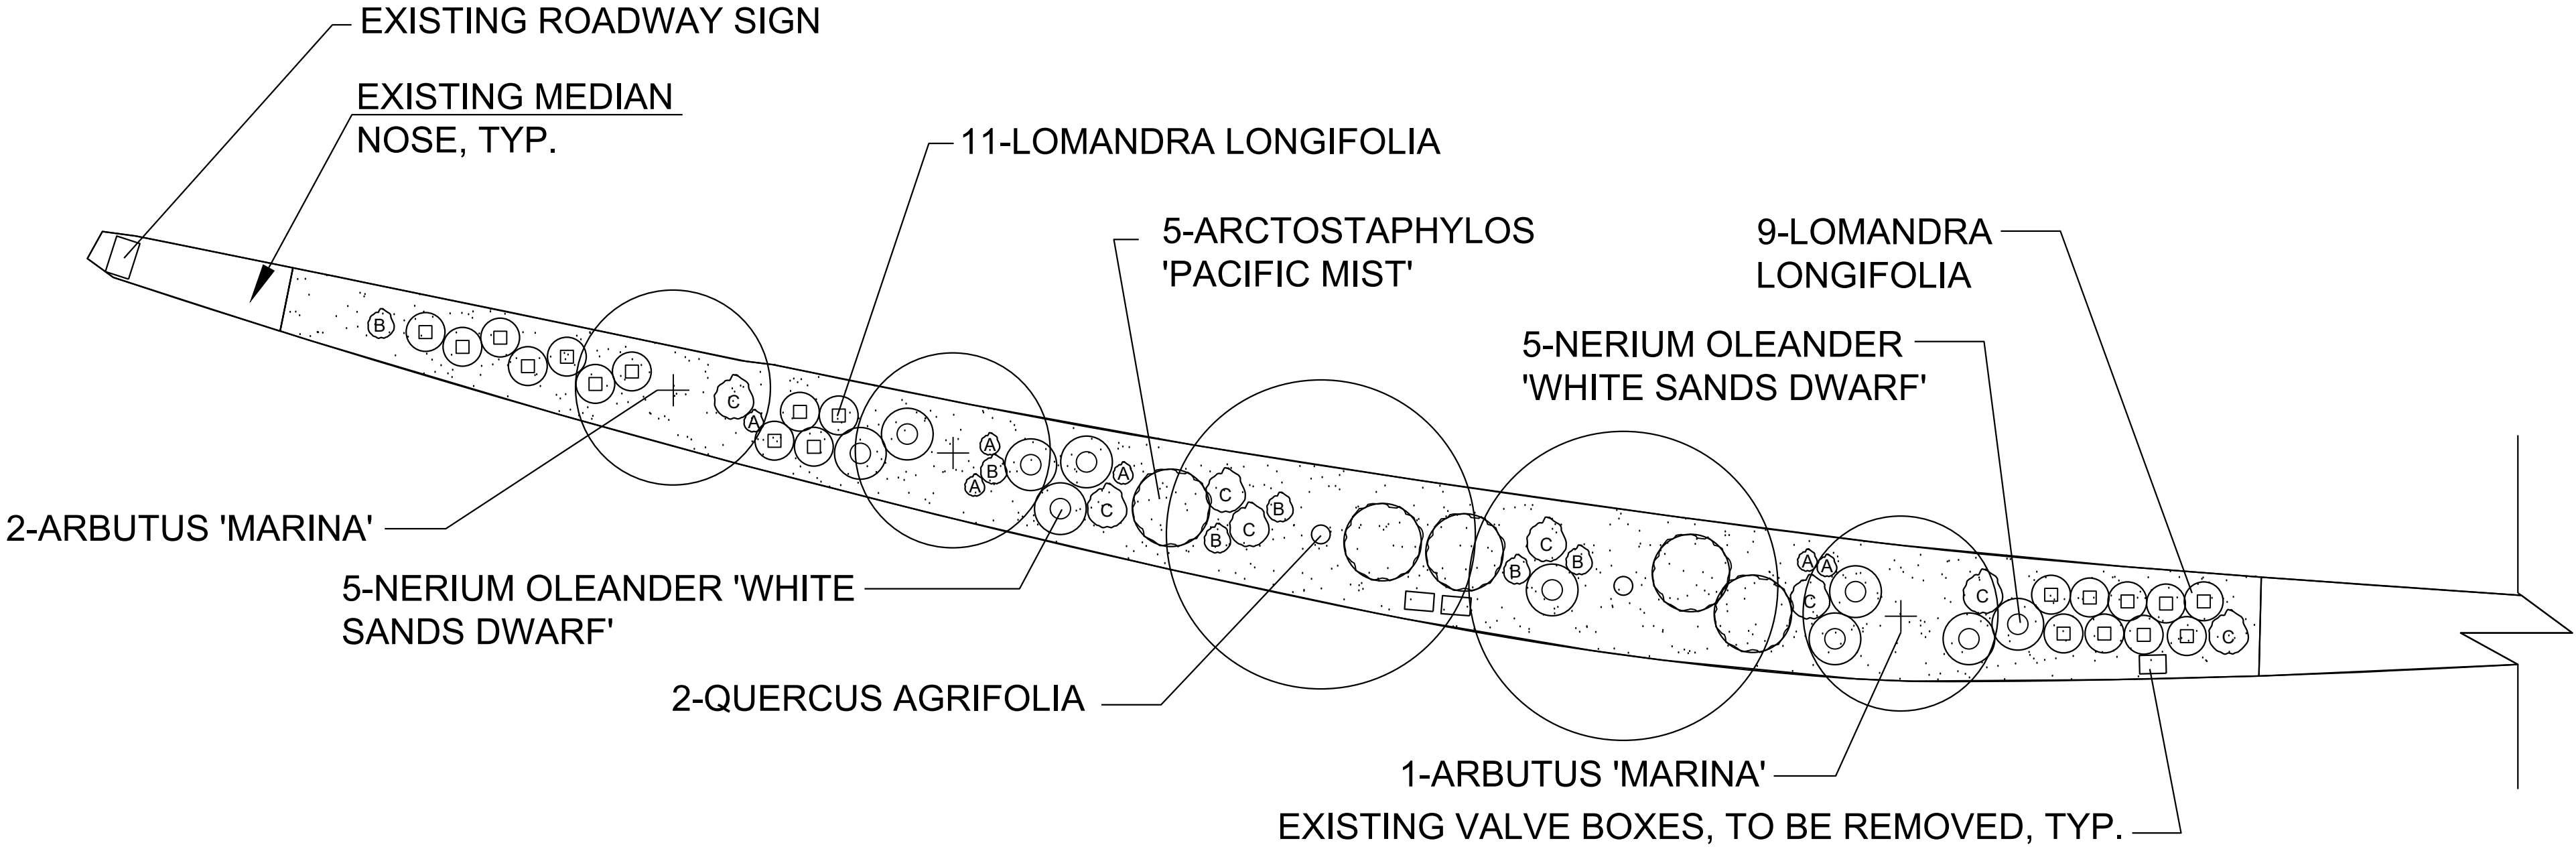 EXISTING ROADWAY SIGN
EXISTING MEDIAN
NOSE, TYP.
11-LOMANDRA LONGIFOLIA
5-ARCTOSTAPHYLOS
'PACIFIC MIST'
9-LOMANDRA
LONGIFOLIA
5-NERIUM OLEANDER
'WHITE SANDS DWARF'
B
C
A
A
B
A
A
C
C
C
B
B
C
B
B
A
A
C
C
C
2-ARBUTUS 'MARINA'
5-NERIUM OLEANDER 'WHITE
SANDS DWARF'
2-QUERCUS AGRIFOLIA
1-ARBUTUS 'MARINA'
EXISTING VALVE BOXES, TO BE REMOVED, TYP.